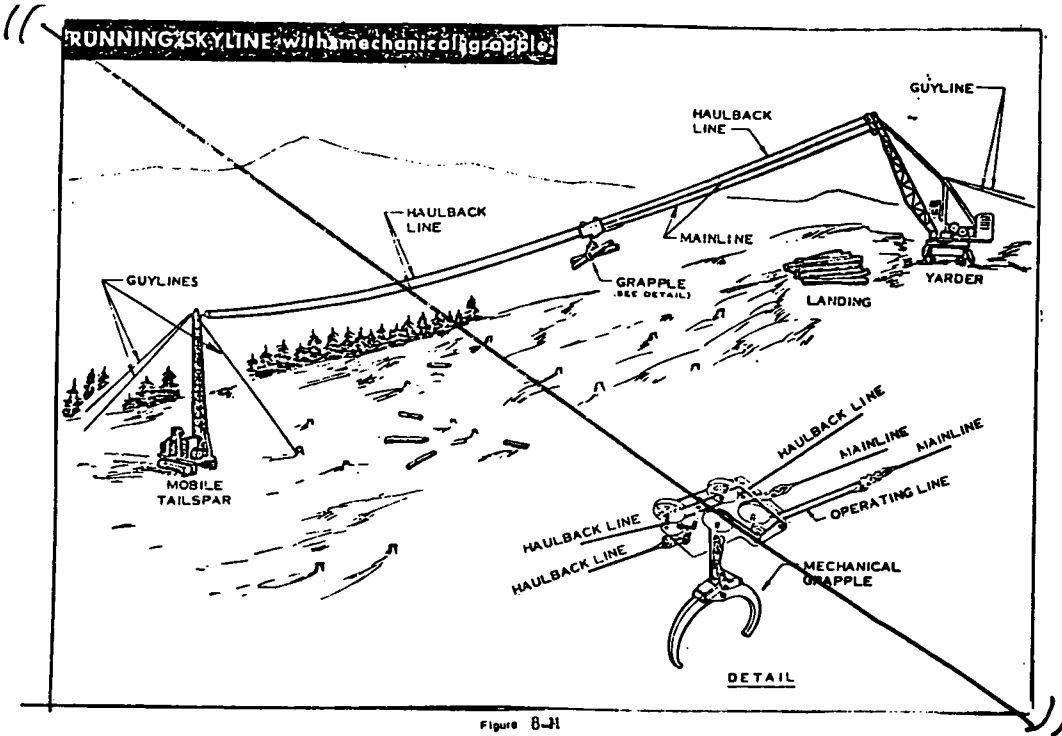 RUNNING SKYLINE with mechanical grapple
GUYLINE
HAULBACK
LINE
HAULBACK
LINE
MAINLINE
GUYLINES
GRAPPLE
(SEE DETAIL)
LANDING
YARDER
MOBILE
TAILSPAR
HAULBACK LINE
MAINLINE
MAINLINE
OPERATING LINE
HAULBACK LINE
HAULBACK LINE
MECHANICAL
GRAPPLE
DETAIL
Figure 8-H